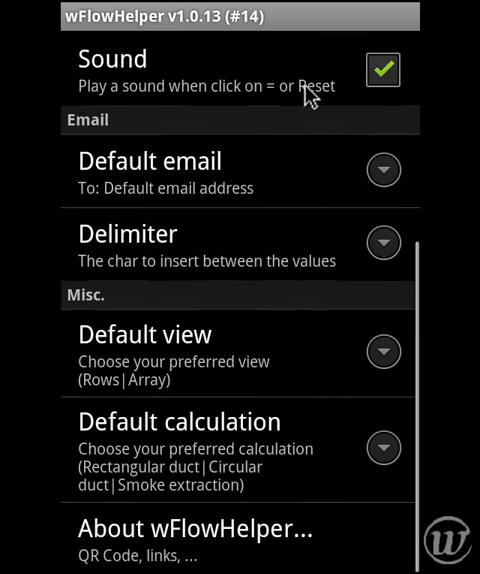 wFlowHelper v1.0.13 (#14)
Sound
Play a sound when click on = or Reset
Email
Default email
To: Default email address
Delimiter
The char to insert between the values
Misc.
Default view
Choose your preferred view
(Rows|Array)
Default calculation
Choose your preferred calculation
(Rectangular duct|Circular
duct|Smoke extraction)
About wFlowHelper...
QR Code, links, ...
w